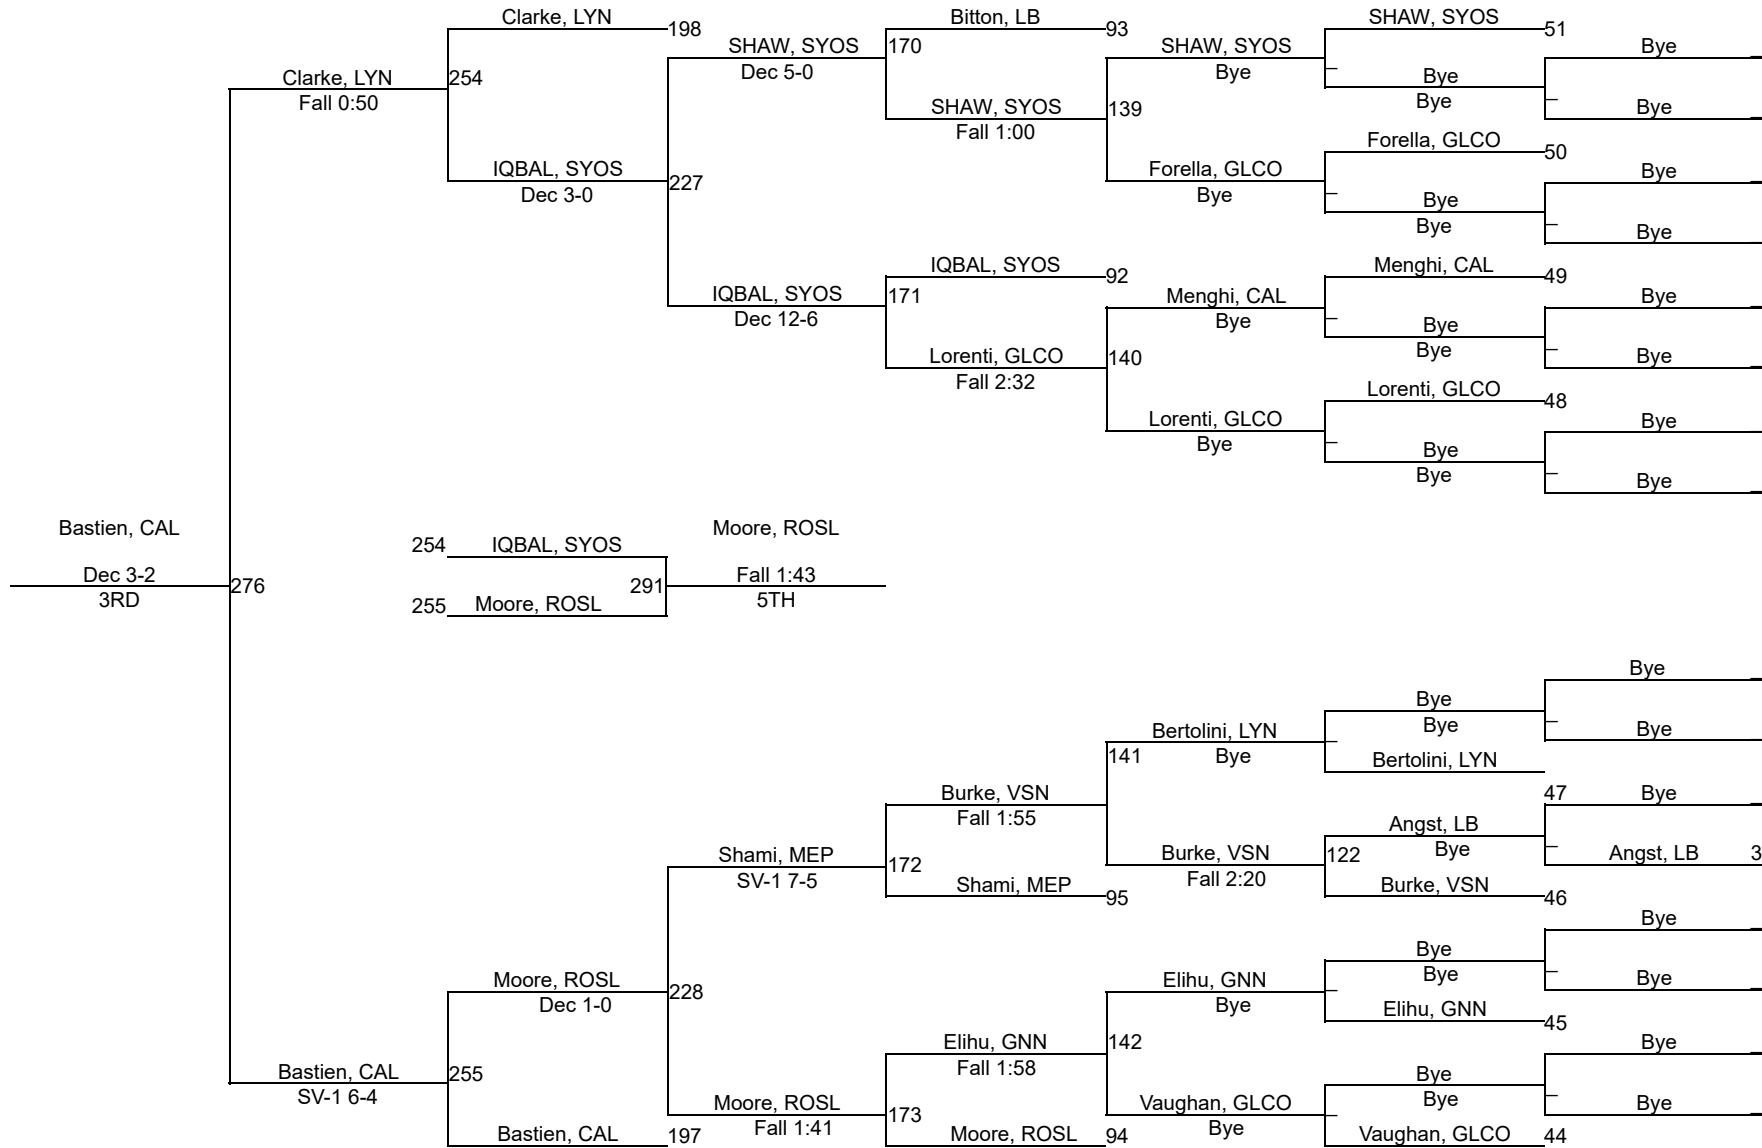 Clarke, LYN
Bitton, LB
SHAW, SYOS
198
93
51
SHAW, SYOS
170
SHAW, SYOS
Bye
Dec 5-0
Bye
Clarke, LYN
254
Bye
Fall 0:50
Bye
SHAW, SYOS
139
Bye
Fall 1:00
Forella, GLCO
50
IQBAL, SYOS
Forella, GLCO
Bye
Dec 3-0
227
Bye
Bye
Bye
Bye
IQBAL, SYOS
Menghi, CAL
92
49
IQBAL, SYOS
171
Menghi, CAL
Bye
Dec 12-6
Bye
Bye
Lorenti, GLCO
140
Bye
Bye
Fall 2:32
Lorenti, GLCO
48
Lorenti, GLCO
Bye
Bye
Bye
Bye
Bye
Bastien, CAL
Moore, ROSL
254
IQBAL, SYOS
Dec 3-2
276
291
Fall 1:43
3RD
255
Moore, ROSL
5TH
Bye
Bye
Bertolini, LYN
Bye
Bye
141
Bye
Bertolini, LYN
Burke, VSN
47
Bye
Fall 1:55
Angst, LB
Shami, MEP
Burke, VSN
122
Bye
Angst, LB
3
SV-1 7-5
172
Fall 2:20
Shami, MEP
95
Burke, VSN
46
Bye
Bye
Moore, ROSL
228
Elihu, GNN
Bye
Bye
Dec 1-0
Bye
Elihu, GNN
45
Elihu, GNN
142
Bye
Fall 1:58
Bastien, CAL
255
Bye
SV-1 6-4
Bye
Moore, ROSL
173
Vaughan, GLCO
Bye
Fall 1:41
Bye
Bastien, CAL
197
Moore, ROSL
94
Vaughan, GLCO
44